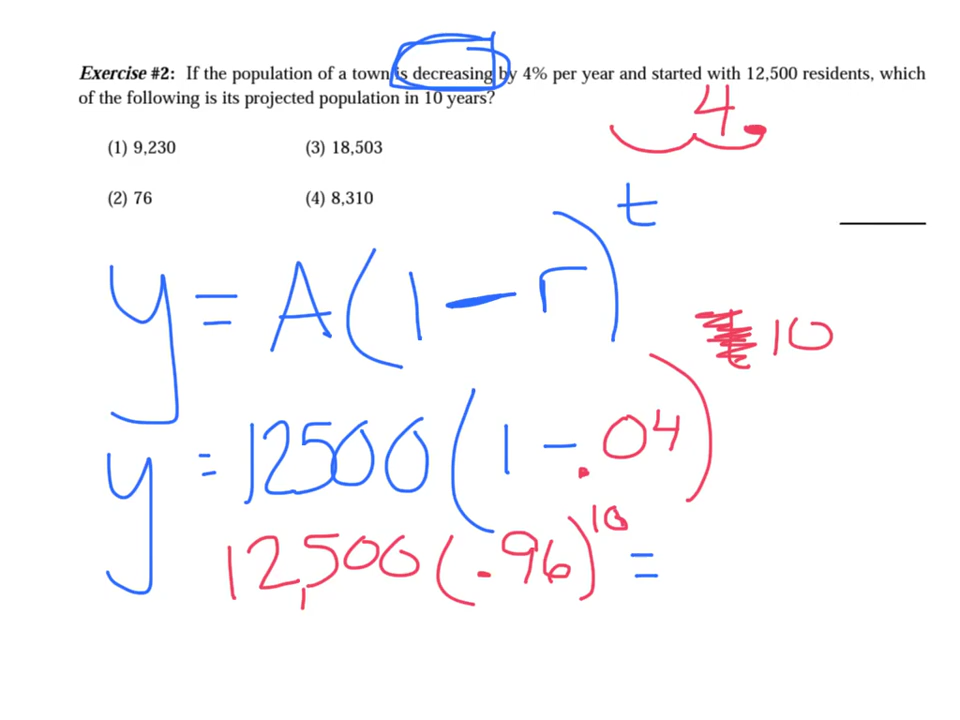 Exercise #2: If the population of a town is decreasing by 4% per year and started with 12,500 residents, which
of the following is its projected population in 10 years?
4.
(1) 9,230 (3) 18,503
(2) 76 (4) 8,310
y = A(1 - r)^t
y = 12500(1 - .04)^10
12,500(.96)^10 =